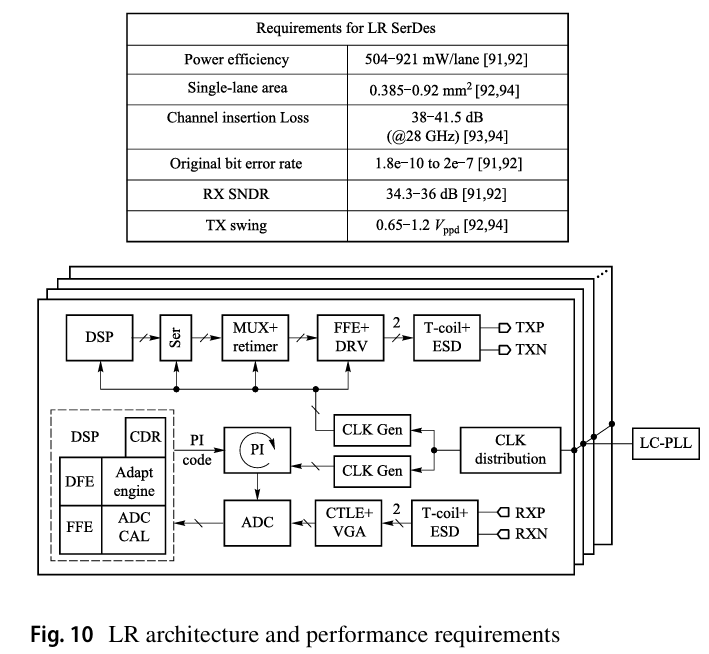 Requirements for LR SerDes
Power efficiency 504−921 mW/lane [91,92]
Single-lane area 0.385−0.92 mm² [92,94]
Channel insertion Loss 38−41.5 dB
(@28 GHz) [93,94]
Original bit error rate 1.8e−10 to 2e−7 [91,92]
RX SNDR 34.3−36 dB [91,92]
TX swing 0.65−1.2 Vppd [92,94]
DSP
Ser
MUX+
retimer
FFE+
DRV
2
T-coil+
ESD
TXP
TXN
CLK Gen
CLK Gen
CLK
distribution
LC-PLL
DSP
CDR
DFE
Adapt
engine
FFE
ADC
CAL
PI
code
PI
ADC
CTLE+
VGA
2
T-coil+
ESD
RXP
RXN
Fig. 10 LR architecture and performance requirements